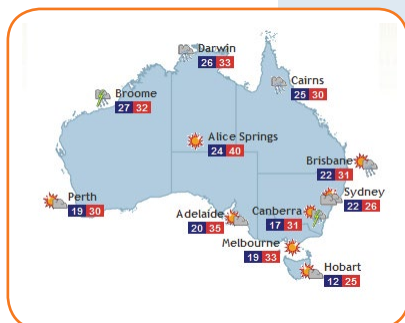 Darwin
26 33
Cairns
25 30
Broome
27 32
Alice Springs
24 40
Brisbane
22 31
Perth
19 30
Sydney
22 26
Adelaide
20 35
Canberra
17 31
Melbourne
19 33
Hobart
12 25